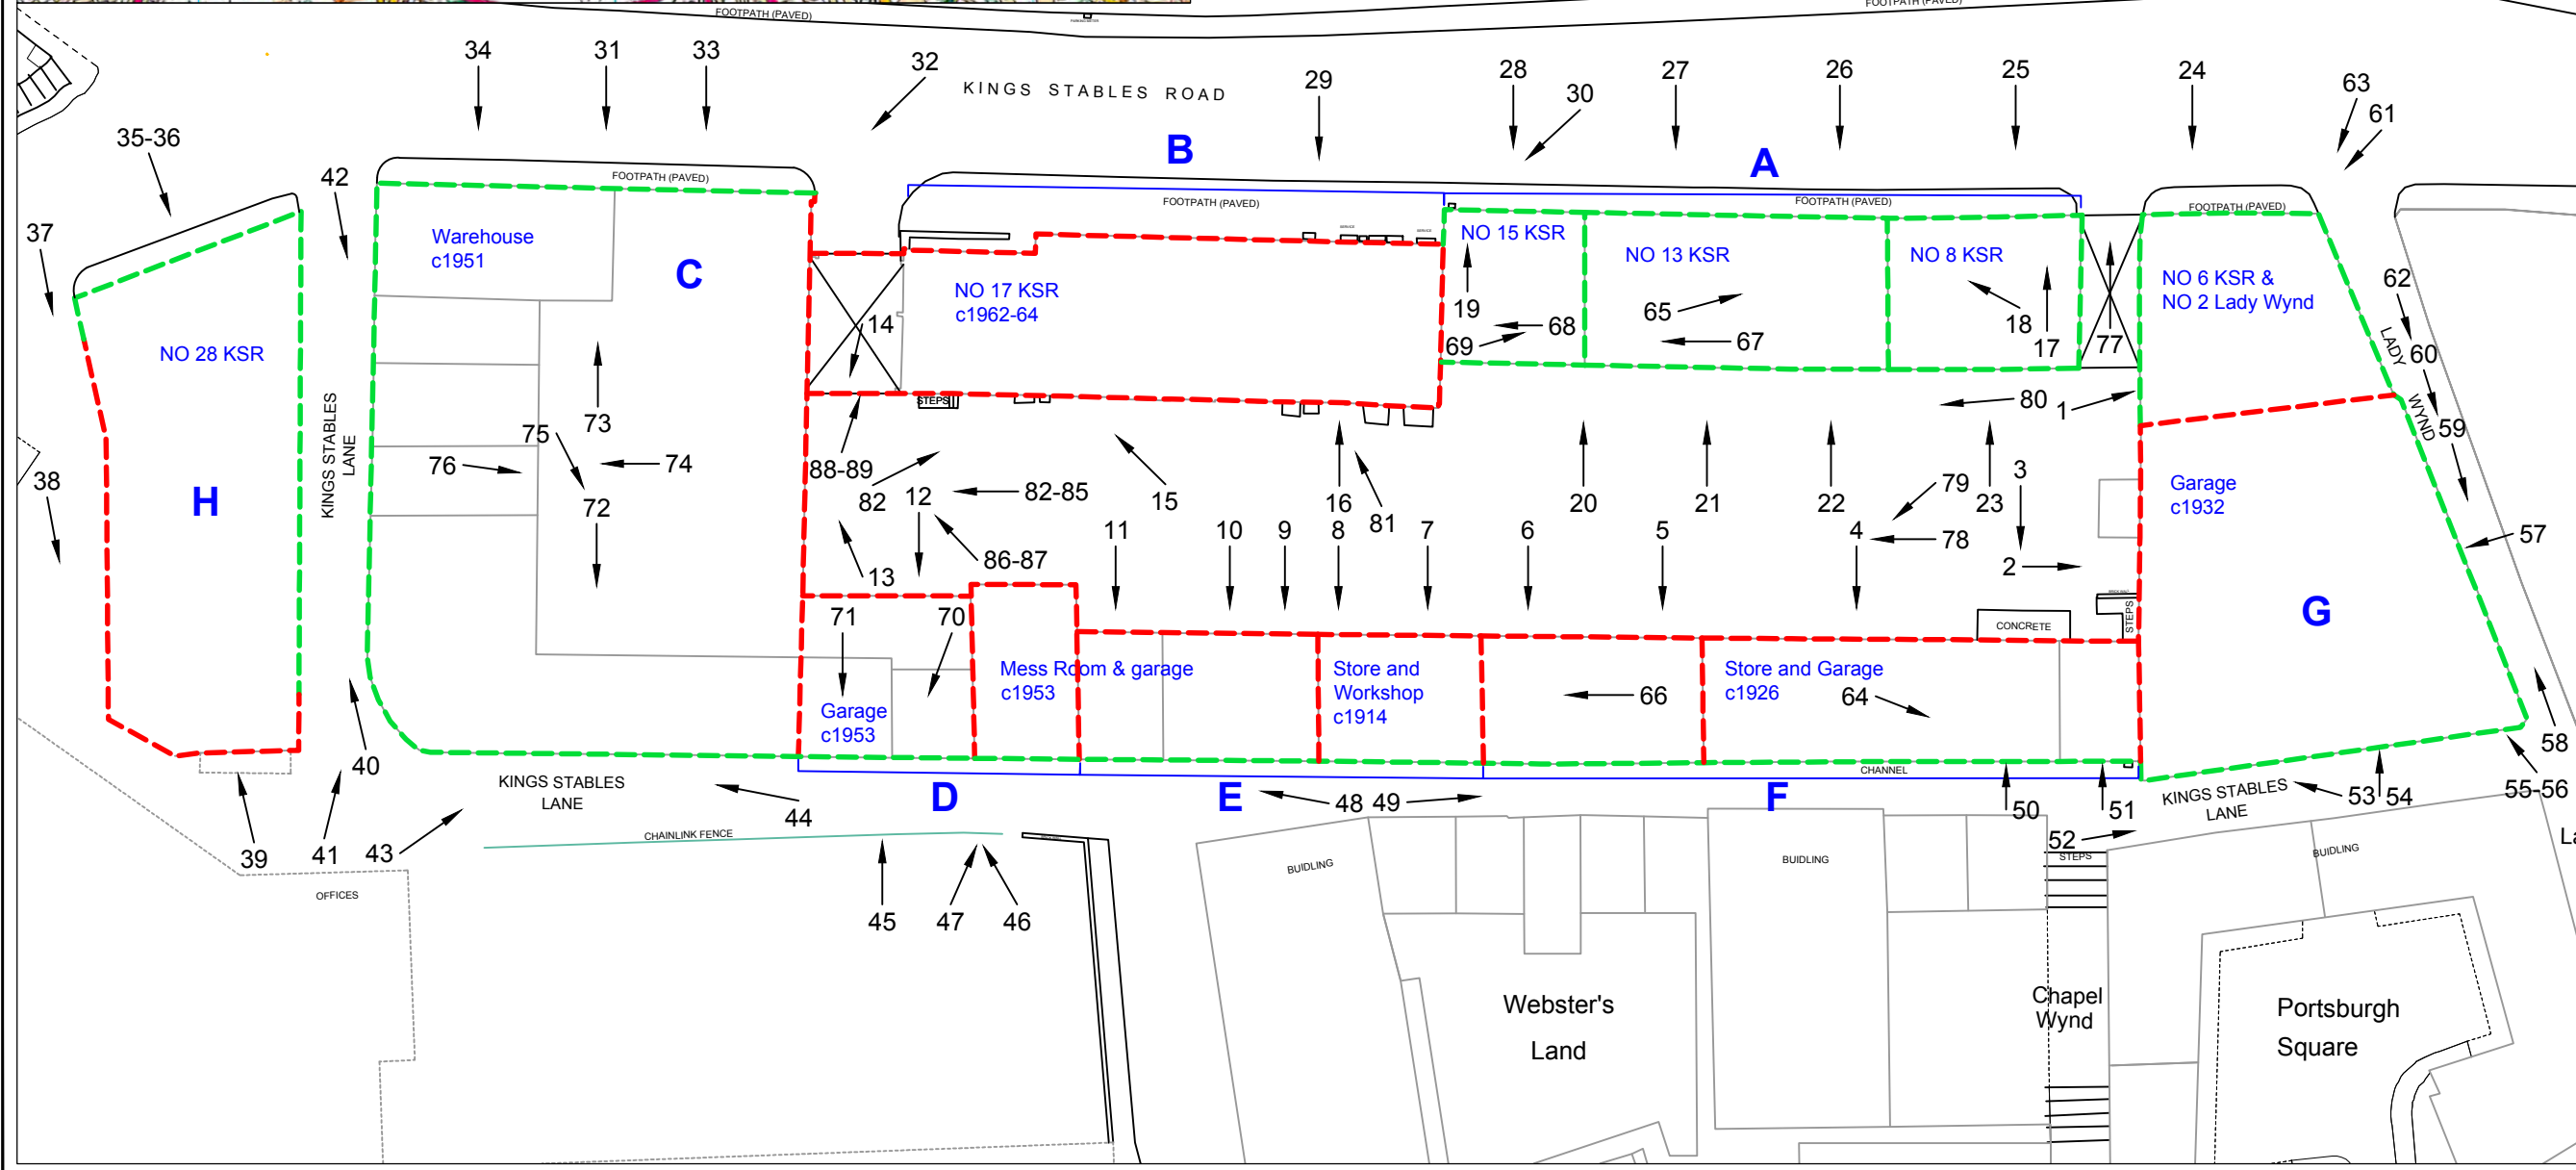 FOOTPATH (PAVED)
FOOTPATH (PAVED)
34
31
33
32
KINGS STABLES ROAD
29
28
30
27
26
25
24
63
61
35-36
42
37
B
A
FOOTPATH (PAVED)
FOOTPATH (PAVED)
FOOTPATH (PAVED)
FOOTPATH (PAVED)
Warehouse
c1951
C
NO 15 KSR
NO 13 KSR
NO 8 KSR
NO 6 KSR &
NO 2 Lady Wynd
NO 17 KSR
c1962-64
62
14
19
65
18
68
69
67
17
77
LADY
WYND
60
NO 28 KSR
STEPS
80
1
59
73
75
76
74
88-89
82
12
82-85
15
16
81
20
21
22
79
23
3
Garage
c1932
38
H
KINGS STABLES
LANE
72
11
10
9
8
7
6
5
4
78
57
86-87
13
2
71
70
CONCRETE
STEPS
G
Mess Room & garage
c1953
Store and
Workshop
c1914
66
Store and Garage
c1926
64
Garage
c1953
58
40
KINGS STABLES
LANE
CHANNEL
44
D
E
48
49
F
50
51
KINGS STABLES
LANE
53
54
55-56
39
41
43
CHAINLINK FENCE
52
STEPS
BUIDLING
BUIDLING
BUIDLING
OFFICES
45
47
46
Webster's
Land
Chapel
Wynd
Portsburgh
Square